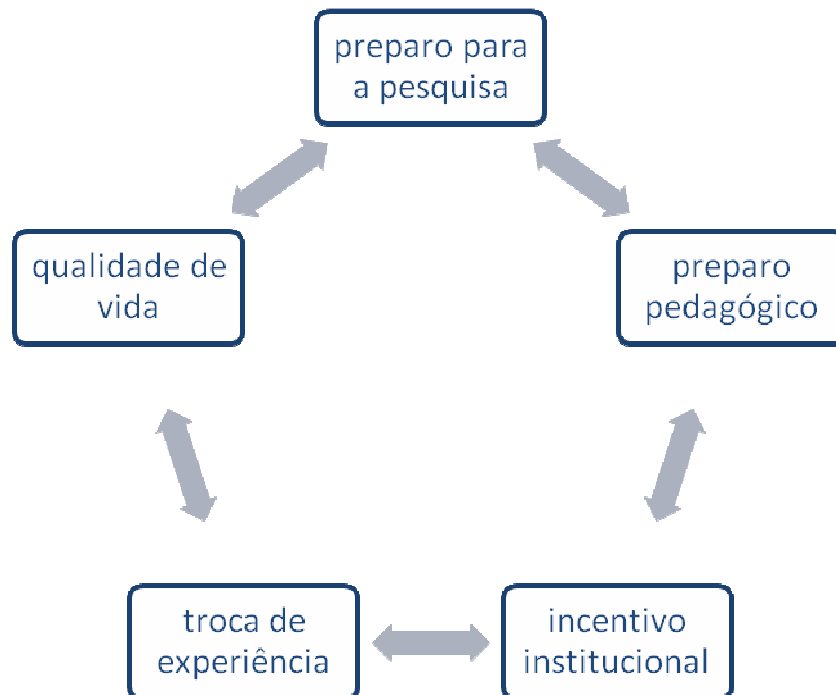 preparo para
a pesquisa
qualidade de
vida
preparo
pedagógico
troca de
experiência
incentivo
institucional